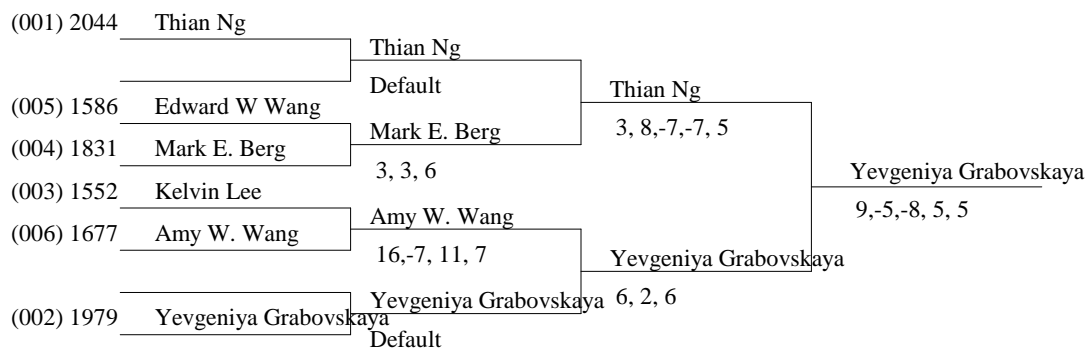 (001) 2044 Thian Ng
Thian Ng
Default
Thian Ng
(005) 1586 Edward W Wang
3, 8,-7,-7, 5
Mark E. Berg
(004) 1831 Mark E. Berg
3, 3, 6
Yevgeniya Grabovskaya
(003) 1552 Kelvin Lee
9,-5,-8, 5, 5
Amy W. Wang
(006) 1677 Amy W. Wang
16,-7, 11, 7
Yevgeniya Grabovskaya
6, 2, 6
Yevgeniya Grabovskaya
(002) 1979 Yevgeniya Grabovskaya
Default